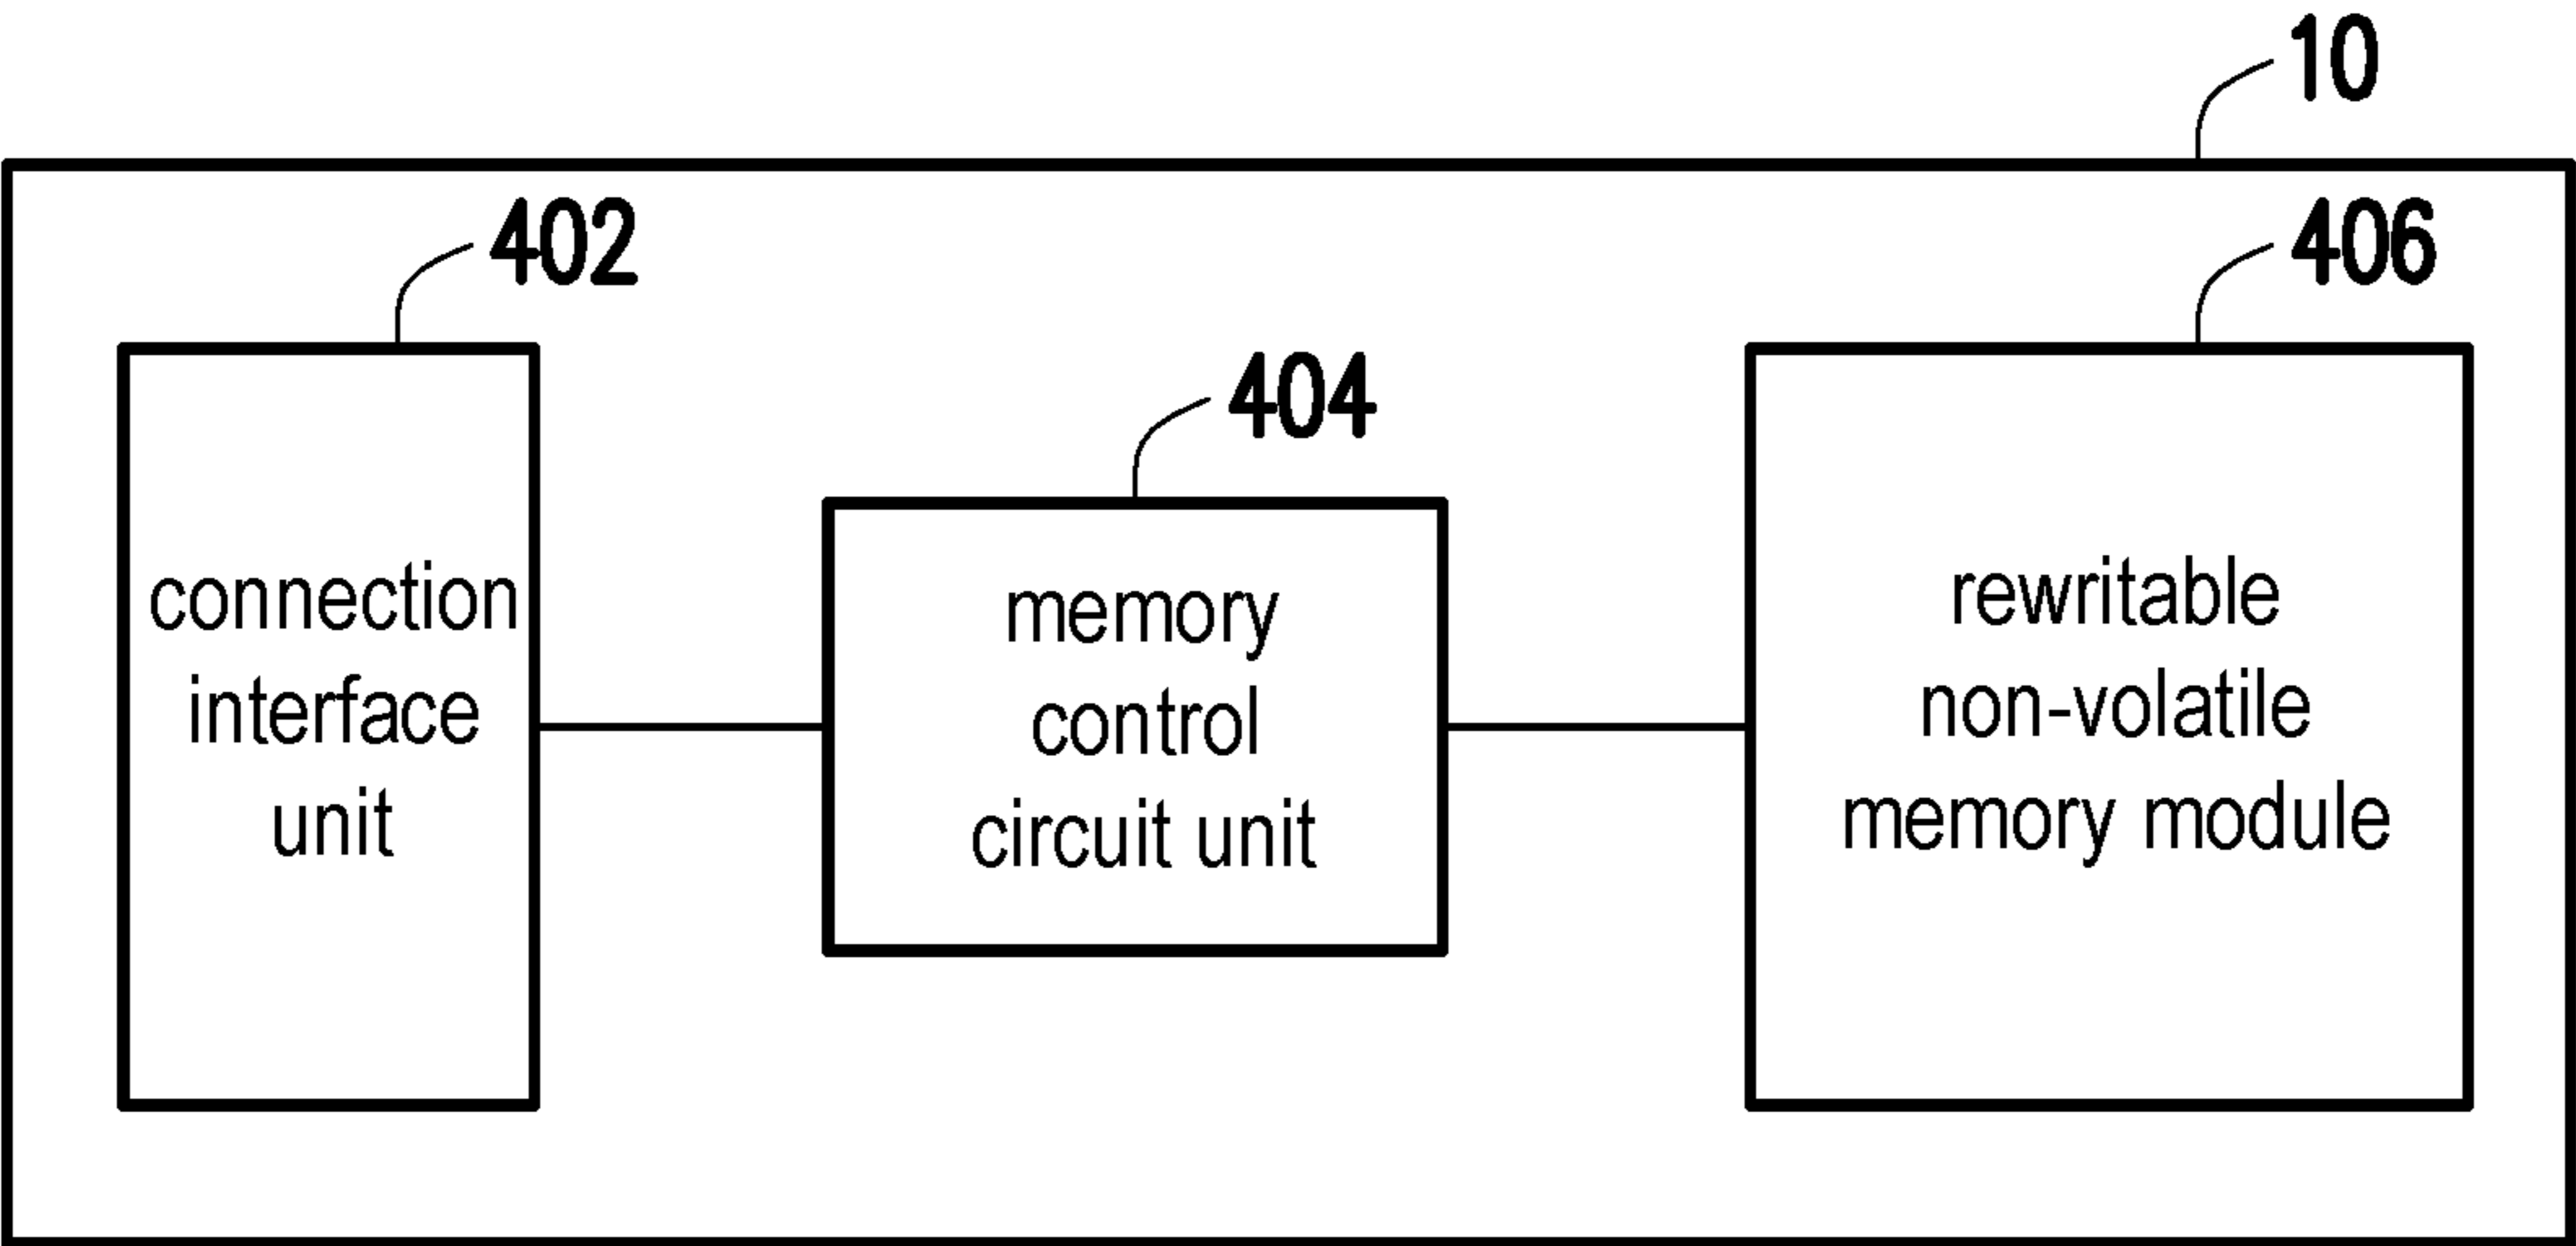 10
402
406
404
connection
interface
unit
memory
control
circuit unit
rewritable
non-volatile
memory module